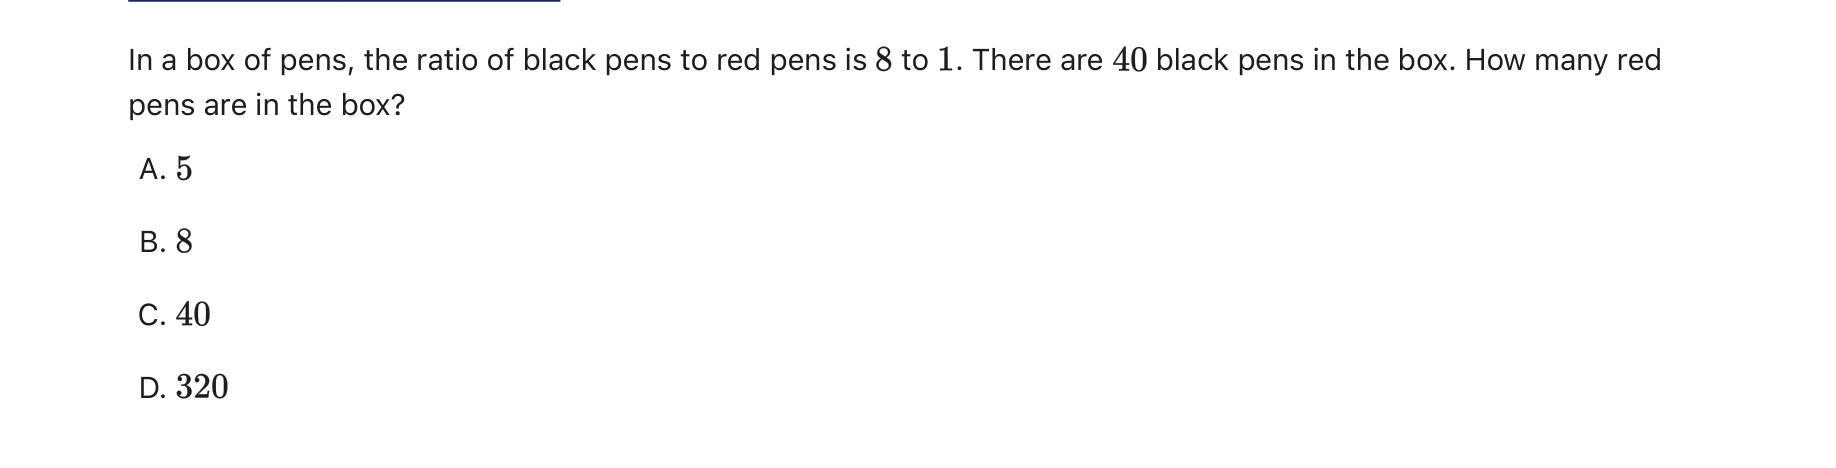 In a box of pens, the ratio of black pens to red pens is 8 to 1. There are 40 black pens in the box. How many red
pens are in the box?
A. 5
B. 8
C. 40
D. 320